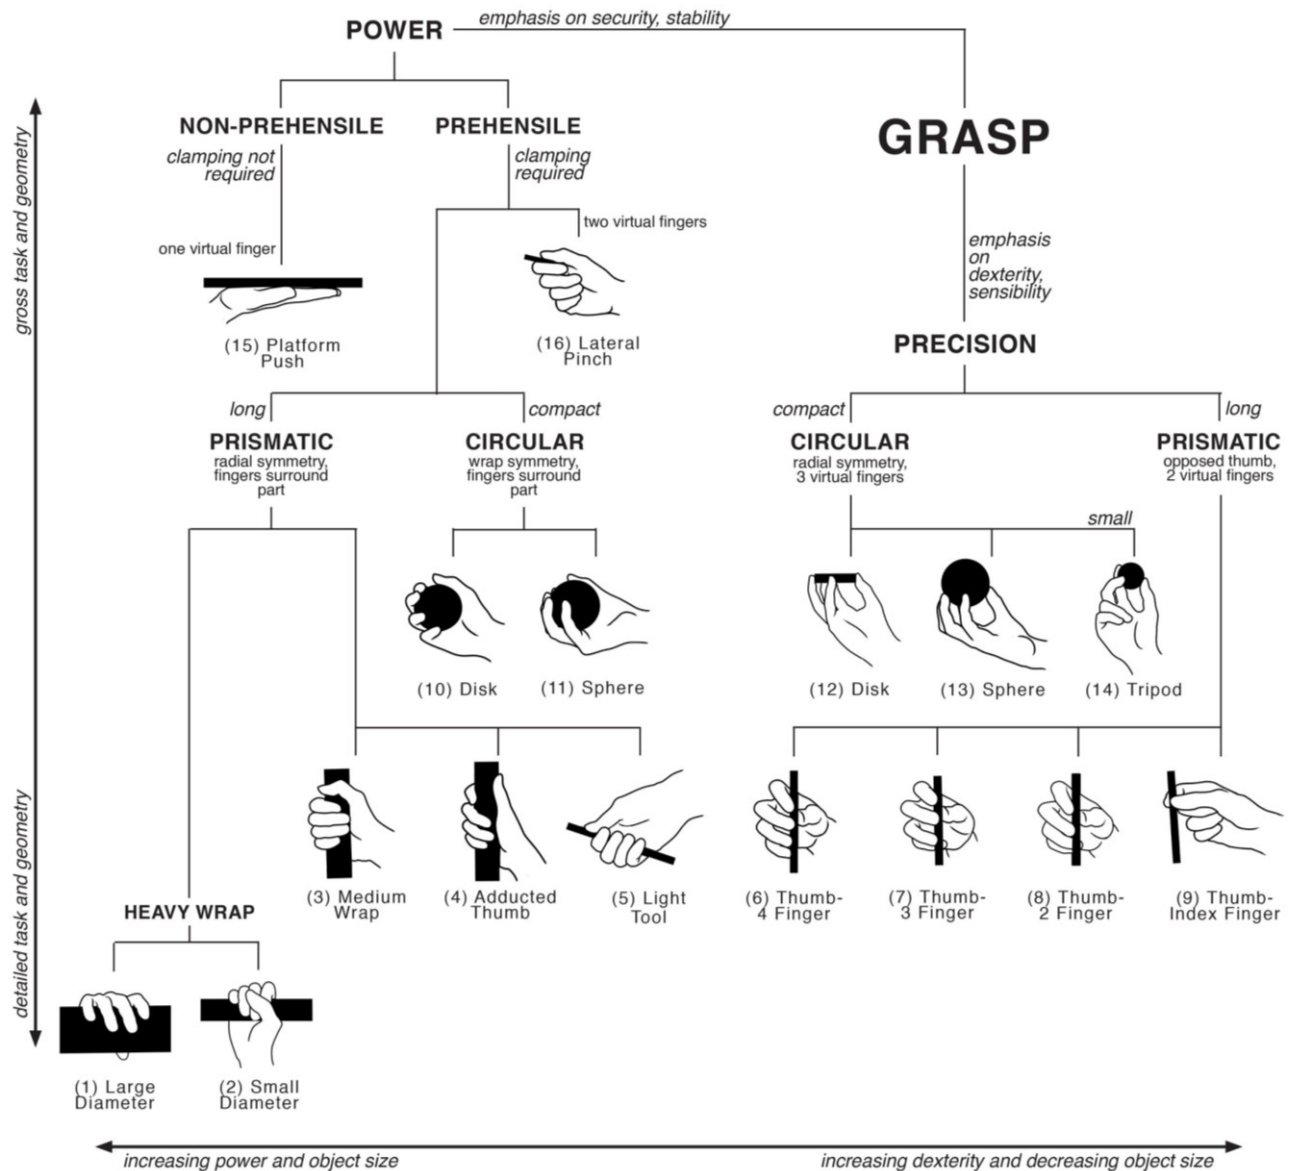 POWER
emphasis on security, stability
NON-PREHENSILE
clamping not
required
PREHENSILE
clamping
required
GRASP
two virtual fingers
one virtual finger
emphasis
on
dexterity,
sensibility
(15) Platform
Push
(16) Lateral
Pinch
PRECISION
long
compact
compact
long
PRISMATIC
radial symmetry,
fingers surround
part
CIRCULAR
wrap symmetry,
fingers surround
part
CIRCULAR
radial symmetry,
3 virtual fingers
PRISMATIC
opposed thumb,
2 virtual fingers
small
(10) Disk
(11) Sphere
(12) Disk
(13) Sphere
(14) Tripod
(3) Medium
Wrap
(4) Adducted
Thumb
(5) Light
Tool
(6) Thumb-
4 Finger
(7) Thumb-
3 Finger
(8) Thumb-
2 Finger
(9) Thumb-
Index Finger
HEAVY WRAP
(1) Large
Diameter
(2) Small
Diameter
gross task and geometry
detailed task and geometry
increasing power and object size
increasing dexterity and decreasing object size